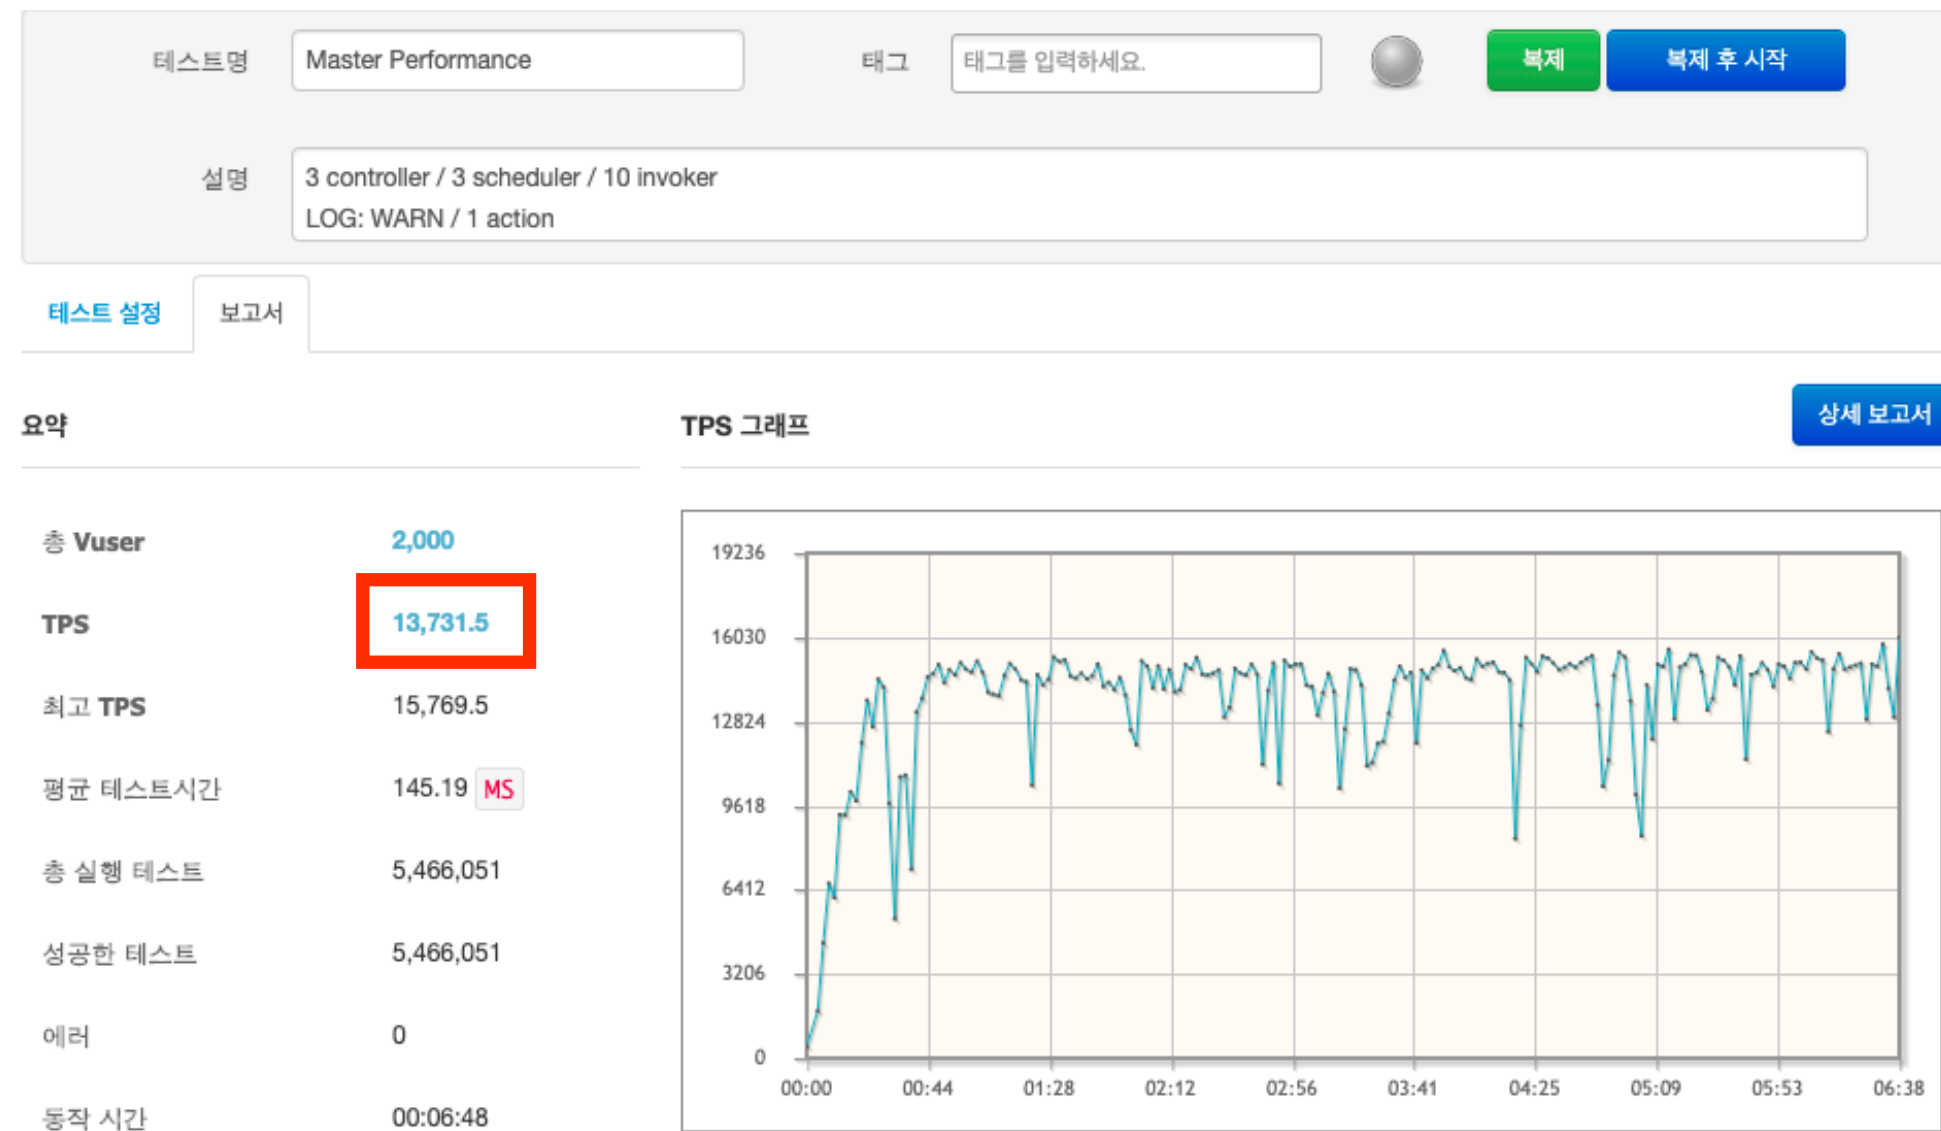 테스트명
Master Performance
태그
태그를 입력하세요.
복제
복제 후 시작
설명
3 controller / 3 scheduler / 10 invoker
LOG: WARN / 1 action
테스트 설정
보고서
요약
TPS 그래프
상세 보고서
총 Vuser 2,000
TPS 13,731.5
최고 TPS 15,769.5
평균 테스트시간 145.19 MS
총 실행 테스트 5,466,051
성공한 테스트 5,466,051
에러 0
동작 시간 00:06:48
19236
16030
12824
9618
6412
3206
0
00:00 00:44 01:28 02:12 02:56 03:41 04:25 05:09 05:53 06:38